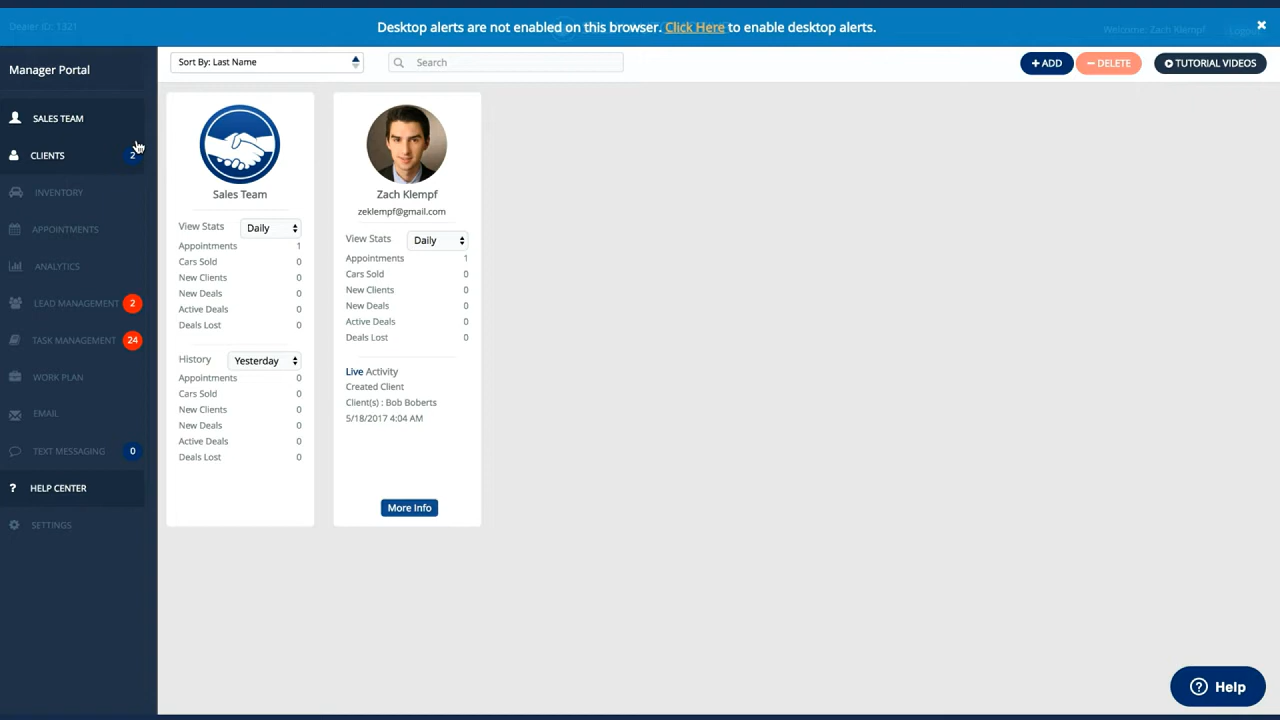 Dealer ID: 1321
Desktop alerts are not enabled on this browser. Click Here to enable desktop alerts.
Welcome: Zach Klempf
Manager Portal
Sort By: Last Name
Search
+ ADD
− DELETE
TUTORIAL VIDEOS
SALES TEAM
CLIENTS 2
INVENTORY
APPOINTMENTS
ANALYTICS
LEAD MANAGEMENT 2
TASK MANAGEMENT 24
WORK PLAN
EMAIL
TEXT MESSAGING 0
? HELP CENTER
SETTINGS
Sales Team
View Stats Daily
Appointments 1
Cars Sold 0
New Clients 0
New Deals 0
Active Deals 0
Deals Lost 0
History Yesterday
Appointments 0
Cars Sold 0
New Clients 0
New Deals 0
Active Deals 0
Deals Lost 0
Zach Klempf
zeklempf@gmail.com
View Stats Daily
Appointments 1
Cars Sold 0
New Clients 0
New Deals 0
Active Deals 0
Deals Lost 0
Live Activity
Created Client
Client(s) : Bob Boberts
5/18/2017 4:04 AM
More Info
? Help